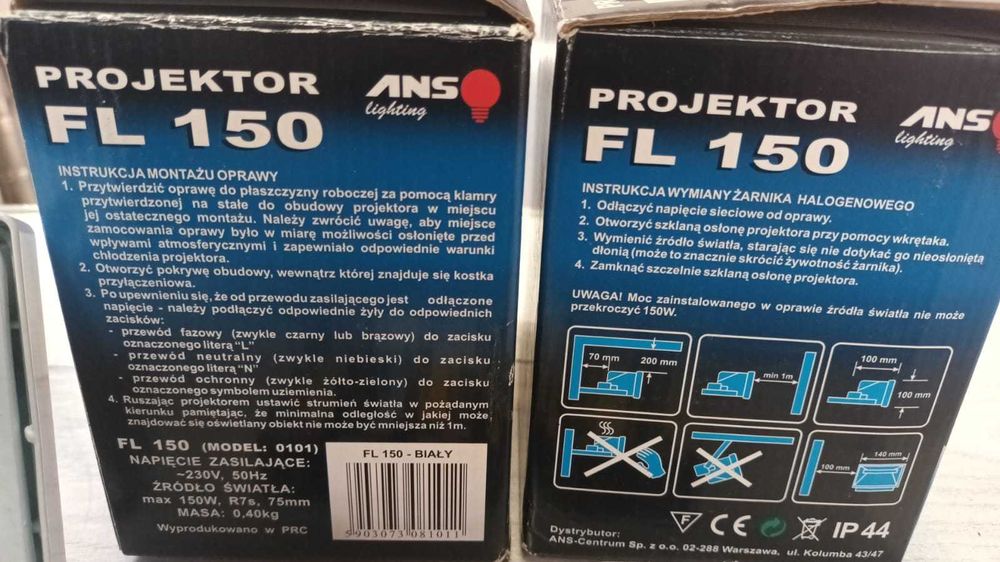 PROJEKTOR
FL 150
ANS
lighting
INSTRUKCJA MONTAŻU OPRAWY
1. Przytwierdzić oprawę do płaszczyzny roboczej za pomocą klamry
przytwierdzonej na stałe do obudowy projektora w miejscu
jej ostatecznego montażu. Należy zwrócić uwagę, aby miejsce
zamocowania oprawy było w miarę możliwości osłonięte przed
wpływami atmosferycznymi i zapewniało odpowiednie warunki
chłodzenia projektora.
2. Otworzyć pokrywę obudowy, wewnątrz której znajduje się kostka
przyłączeniowa.
3. Po upewnieniu się, że od przewodu zasilającego jest odłączone
napięcie - należy podłączyć odpowiednie żyły do odpowiednich
zacisków:
- przewód fazowy (zwykle czarny lub brązowy) do zacisku
oznaczonego literą "L"
- przewód neutralny (zwykle niebieski) do zacisku
oznaczonego literą "N"
- przewód ochronny (zwykle żółto-zielony) do zacisku
oznaczonego symbolem uziemienia.
4. Ruszając projektorem ustawić strumień światła w pożądanym
kierunku pamiętając, że minimalna odległość w jakiej może
znajdować się oświetlany obiekt nie może być mniejsza niż 1m.
FL 150 (MODEL: 0101)
NAPIĘCIE ZASILAJĄCE:
~230V, 50Hz
ŹRÓDŁO ŚWIATŁA:
max 150W, R7s, 75mm
MASA: 0,40kg
Wyprodukowano w PRC
FL 150 - BIAŁY
5 903073 081011
PROJEKTOR
FL 150
ANS
lighting
INSTRUKCJA WYMIANY ŻARNIKA HALOGENOWEGO
1. Odłączyć napięcie sieciowe od oprawy.
2. Otworzyć szklaną osłonę projektora przy pomocy wkrętaka.
3. Wymienić źródło światła, starając się nie dotykać go nieosłoniętą
dłonią (może to znacznie skrócić żywotność żarnika).
4. Zamknąć szczelnie szklaną osłonę projektora.
UWAGA! Moc zainstalowanego w oprawie źródła światła nie może
przekroczyć 150W.
70 mm
200 mm
min 1m
100 mm
100 mm
100 mm
140 mm
F
CE
IP 44
Dystrybutor:
ANS-Centrum Sp. z o.o. 02-288 Warszawa, ul. Kolumba 43/47